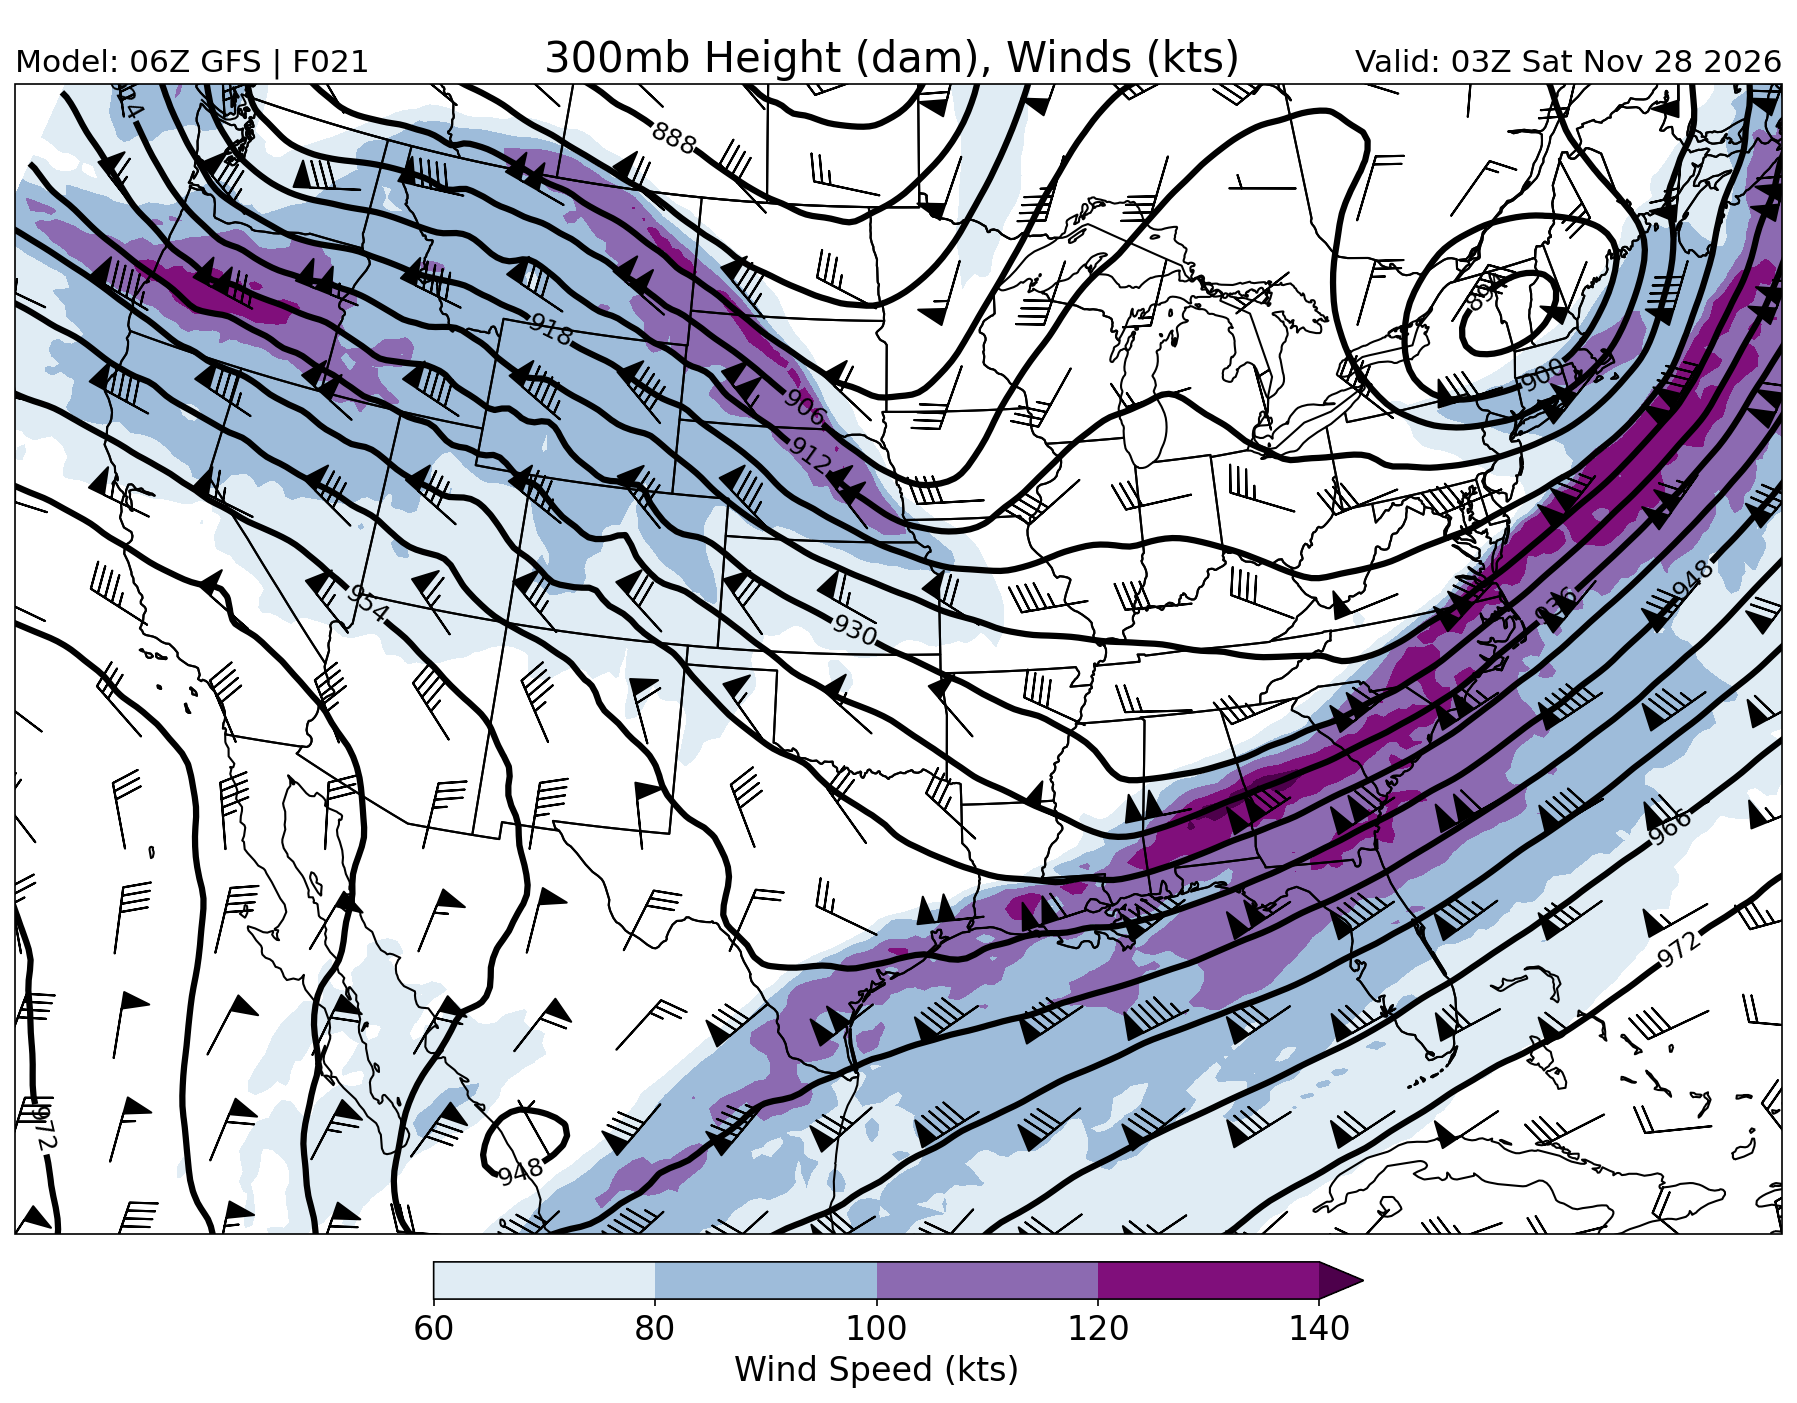 Model: 06Z GFS | F021
300mb Height (dam), Winds (kts)
Valid: 03Z Sat Nov 28 2026
888
918
906
912
900
954
930
936
948
966
972
972
948
60 80 100 120 140
Wind Speed (kts)